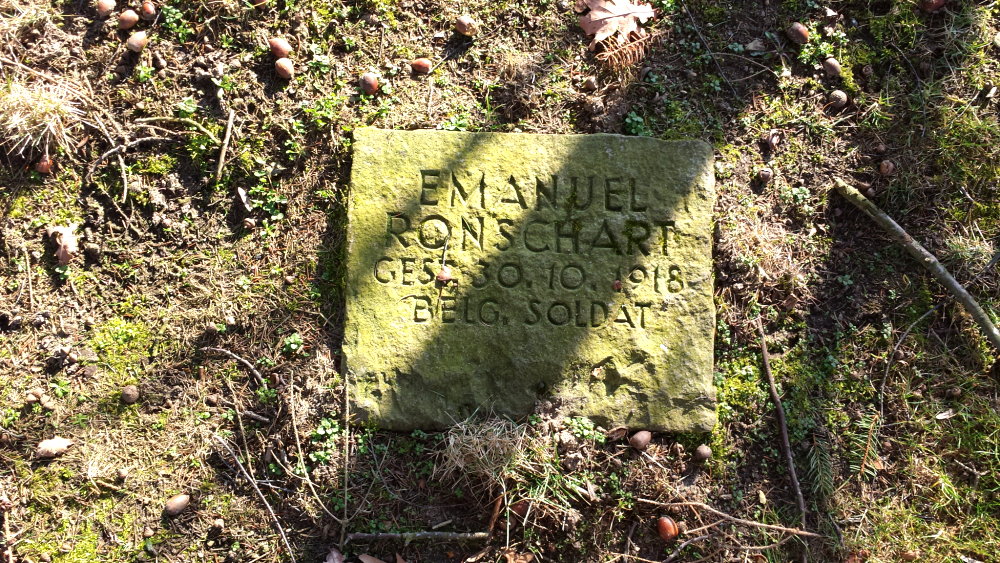 EMANUEL
RONSCHART
GEST. 30. 10. 1918
BELG. SOLDAT